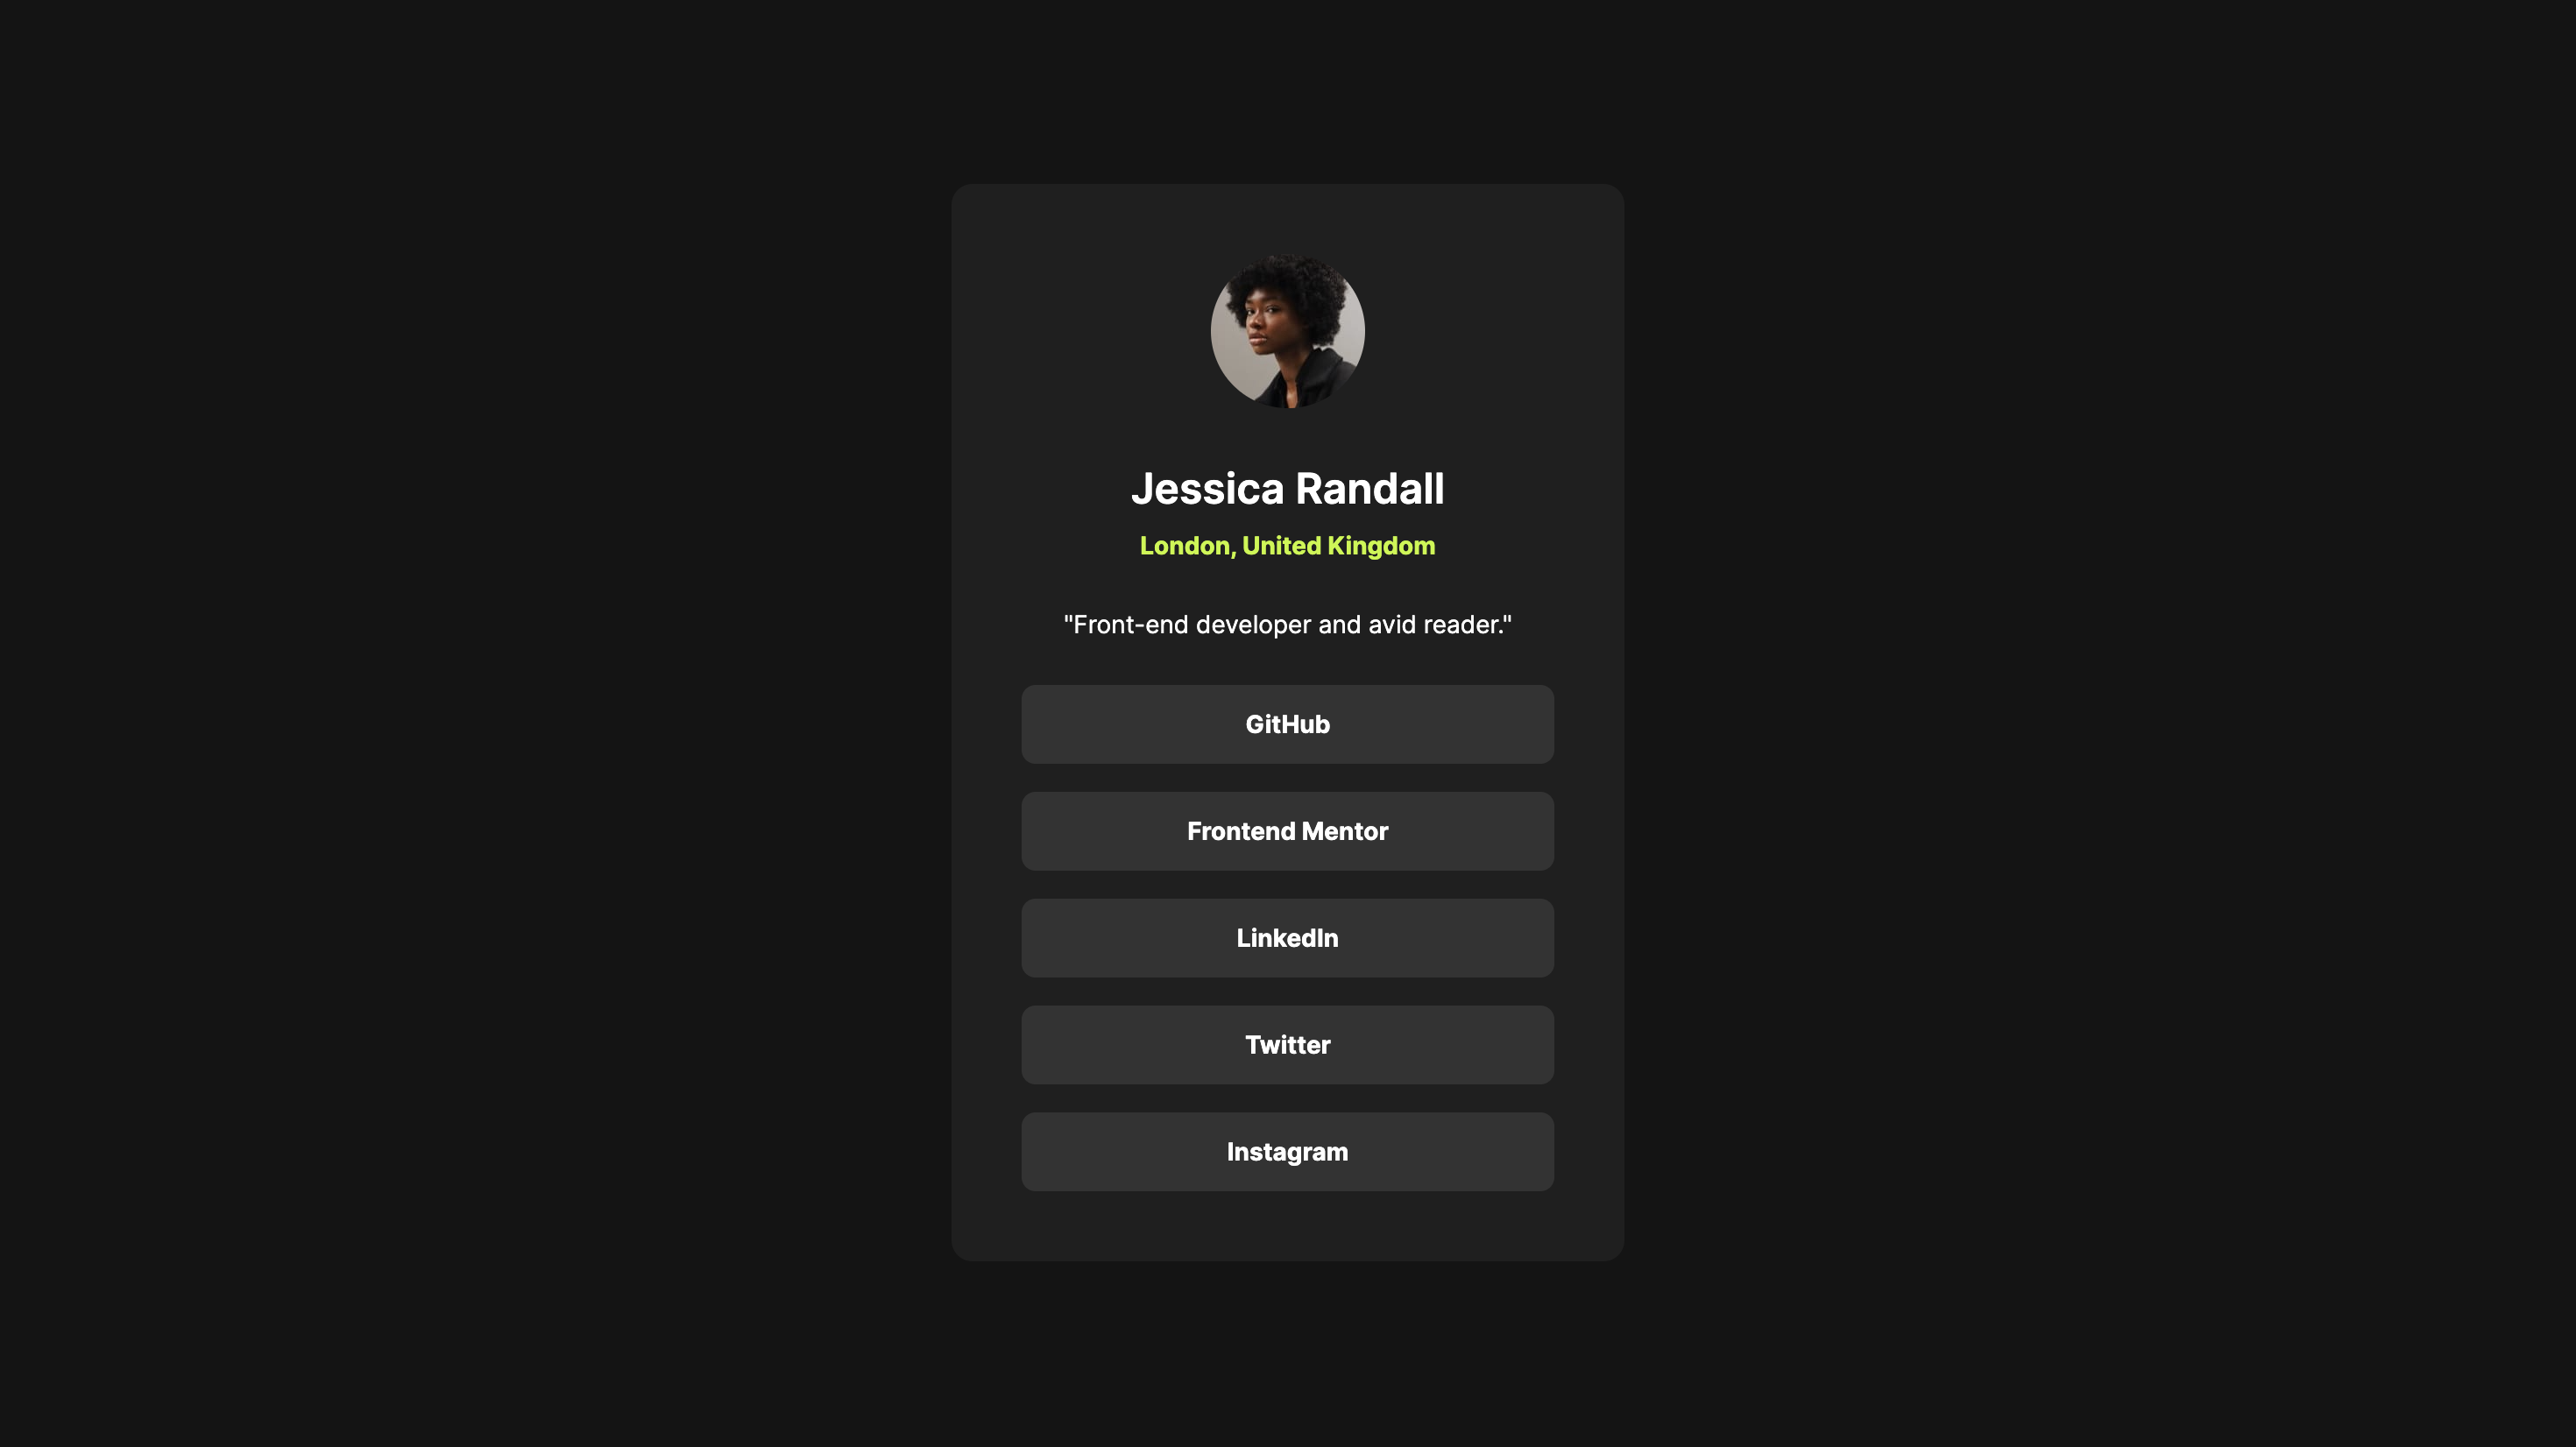 Jessica Randall
London, United Kingdom
"Front-end developer and avid reader."
GitHub
Frontend Mentor
LinkedIn
Twitter
Instagram